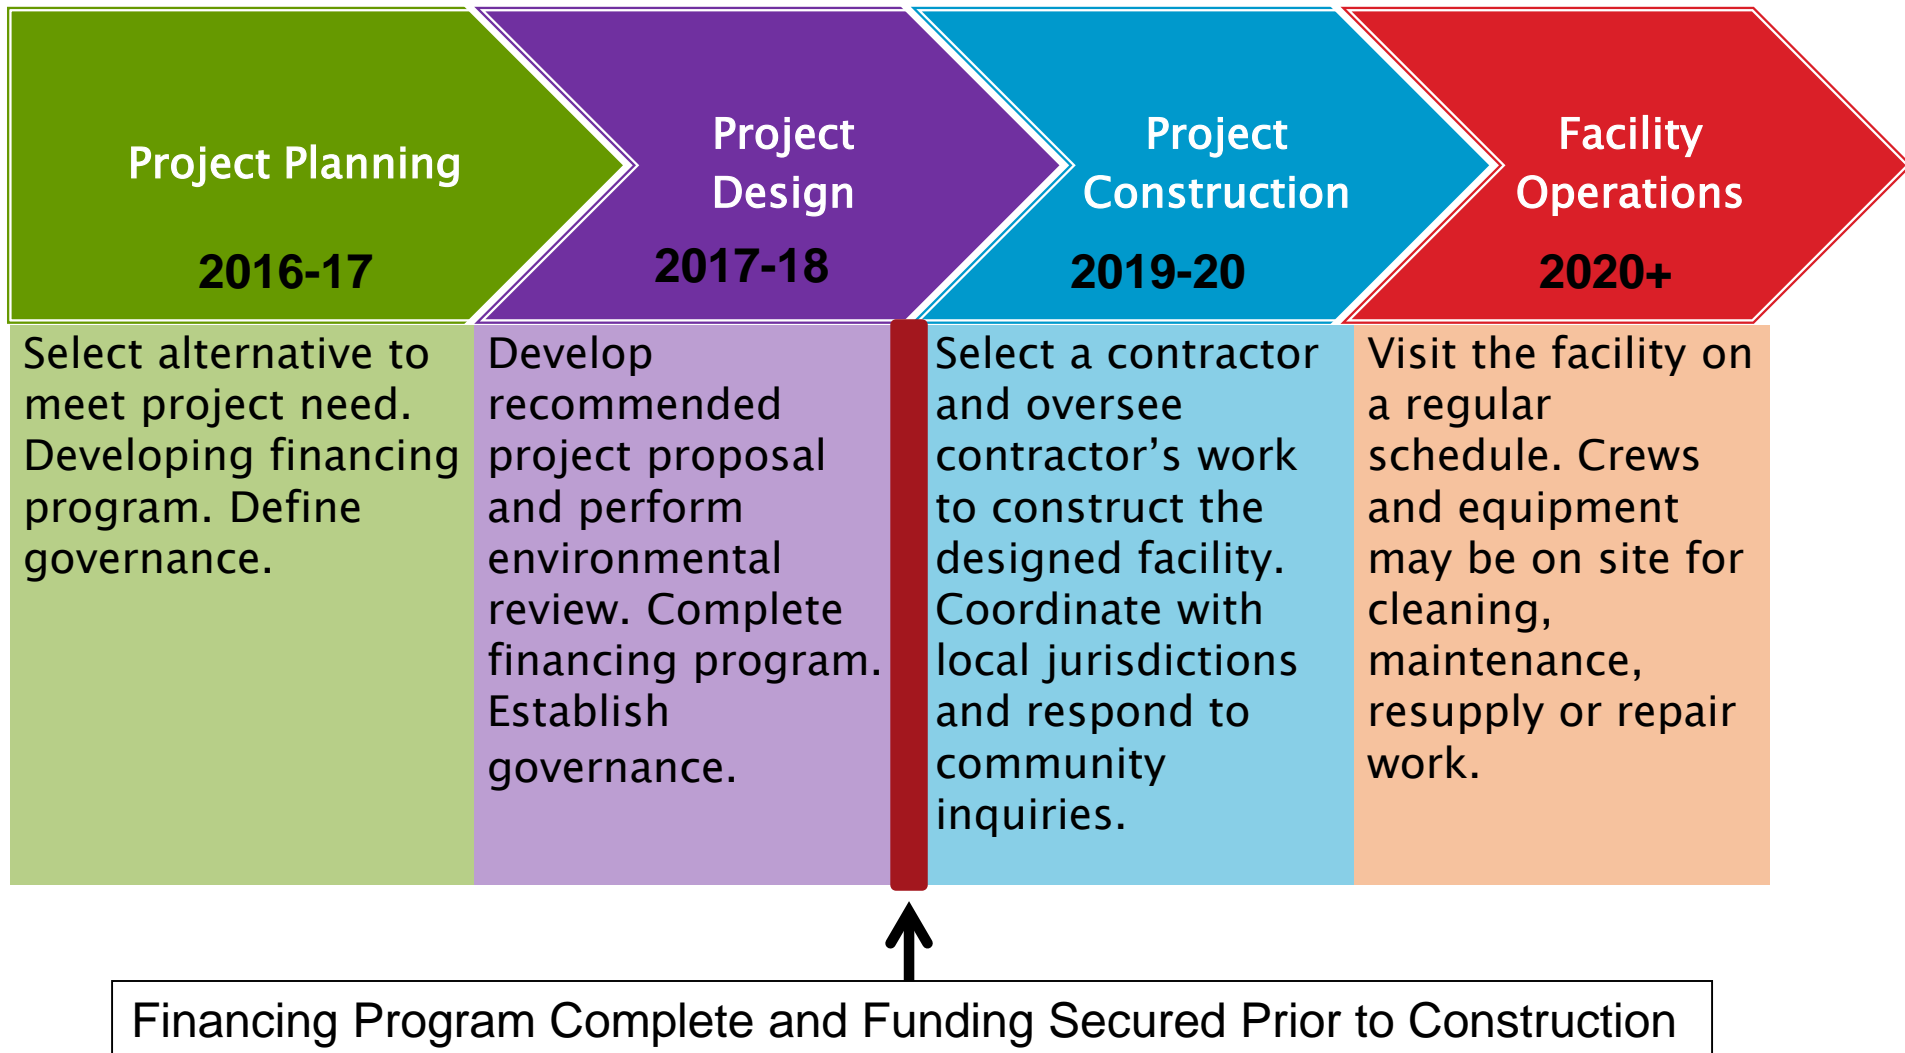 Project Planning
2016-17
Project
Design
2017-18
Project
Construction
2019-20
Facility
Operations
2020+
Select alternative to
meet project need.
Developing financing
program. Define
governance.
Develop
recommended
project proposal
and perform
environmental
review. Complete
financing program.
Establish
governance.
Select a contractor
and oversee
contractor’s work
to construct the
designed facility.
Coordinate with
local jurisdictions
and respond to
community
inquiries.
Visit the facility on
a regular
schedule. Crews
and equipment
may be on site for
cleaning,
maintenance,
resupply or repair
work.
Financing Program Complete and Funding Secured Prior to Construction